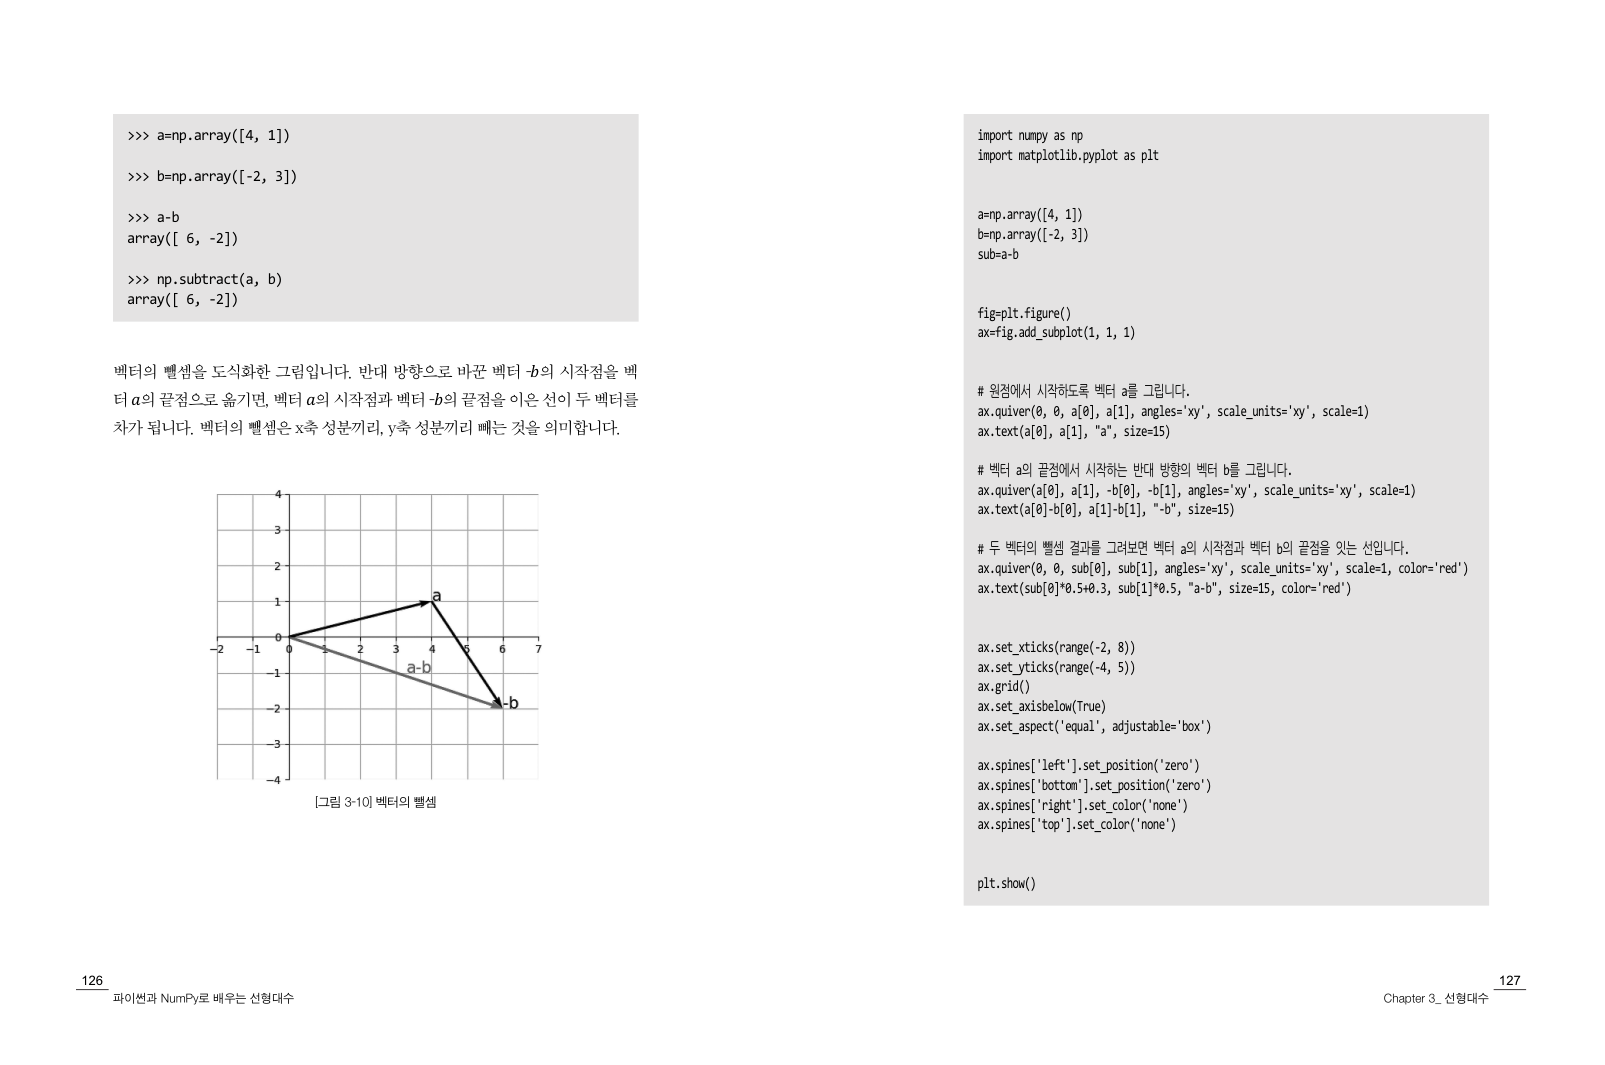 >>> a=np.array([4, 1])
>>> b=np.array([-2, 3])
>>> a-b
array([ 6, -2])
>>> np.subtract(a, b)
array([ 6, -2])
벡터의 뺄셈을 도식화한 그림입니다. 반대 방향으로 바꾼 벡터 -b의 시작점을 벡
터 a의 끝점으로 옮기면, 벡터 a의 시작점과 벡터 -b의 끝점을 이은 선이 두 벡터를
차가 됩니다. 벡터의 뺄셈은 x축 성분끼리, y축 성분끼리 빼는 것을 의미합니다.
4
3
2
1
a
0
−2 −1 0 1 2 3 4 5 6 7
a-b
−1
−2
-b
−3
−4
[그림 3-10] 벡터의 뺄셈
126
파이썬과 NumPy로 배우는 선형대수
import numpy as np
import matplotlib.pyplot as plt
a=np.array([4, 1])
b=np.array([-2, 3])
sub=a-b
fig=plt.figure()
ax=fig.add_subplot(1, 1, 1)
# 원점에서 시작하도록 벡터 a를 그립니다.
ax.quiver(0, 0, a[0], a[1], angles='xy', scale_units='xy', scale=1)
ax.text(a[0], a[1], "a", size=15)
# 벡터 a의 끝점에서 시작하는 반대 방향의 벡터 b를 그립니다.
ax.quiver(a[0], a[1], -b[0], -b[1], angles='xy', scale_units='xy', scale=1)
ax.text(a[0]-b[0], a[1]-b[1], "-b", size=15)
# 두 벡터의 뺄셈 결과를 그려보면 벡터 a의 시작점과 벡터 b의 끝점을 잇는 선입니다.
ax.quiver(0, 0, sub[0], sub[1], angles='xy', scale_units='xy', scale=1, color='red')
ax.text(sub[0]*0.5+0.3, sub[1]*0.5, "a-b", size=15, color='red')
ax.set_xticks(range(-2, 8))
ax.set_yticks(range(-4, 5))
ax.grid()
ax.set_axisbelow(True)
ax.set_aspect('equal', adjustable='box')
ax.spines['left'].set_position('zero')
ax.spines['bottom'].set_position('zero')
ax.spines['right'].set_color('none')
ax.spines['top'].set_color('none')
plt.show()
127
Chapter 3_ 선형대수